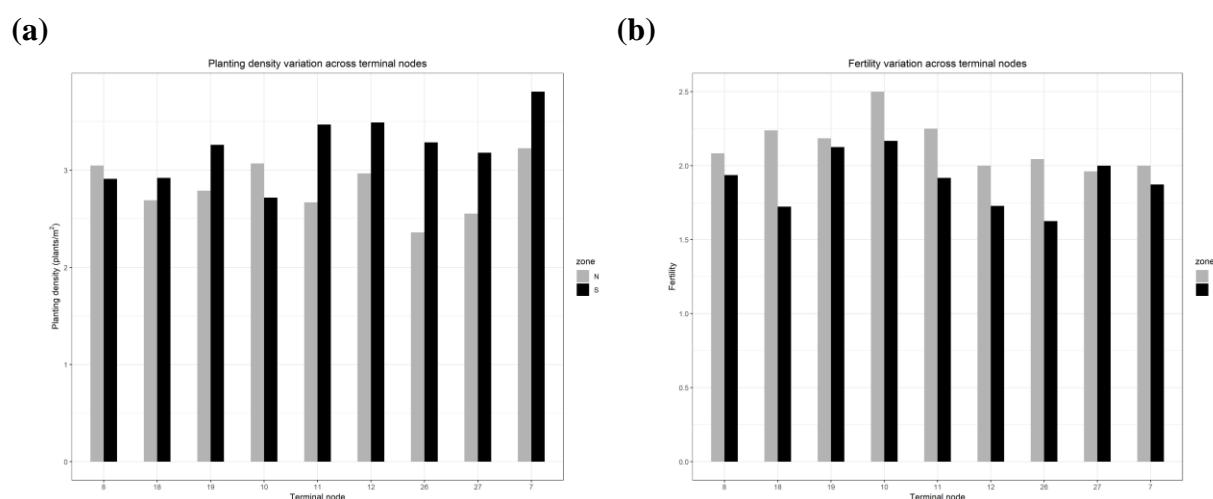 (a)
Planting density variation across terminal nodes
Planting density (plants/m²)
3
2
1
0
8 18 19 10 11 12 26 27 7
Terminal node
zone
N
S
(b)
Fertility variation across terminal nodes
Fertility
2.5
2.0
1.5
1.0
0.5
0.0
8 18 19 10 11 12 26 27 7
Terminal node
zone